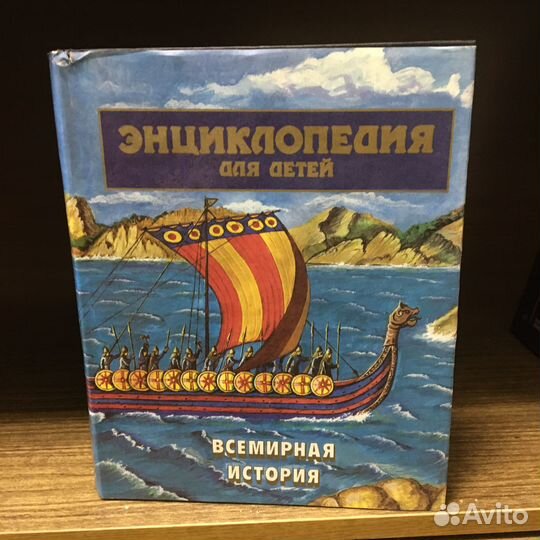 ЭНЦИКЛОПЕДИЯ
ДЛЯ ДЕТЕЙ
ВСЕМИРНАЯ
ИСТОРИЯ
Avito